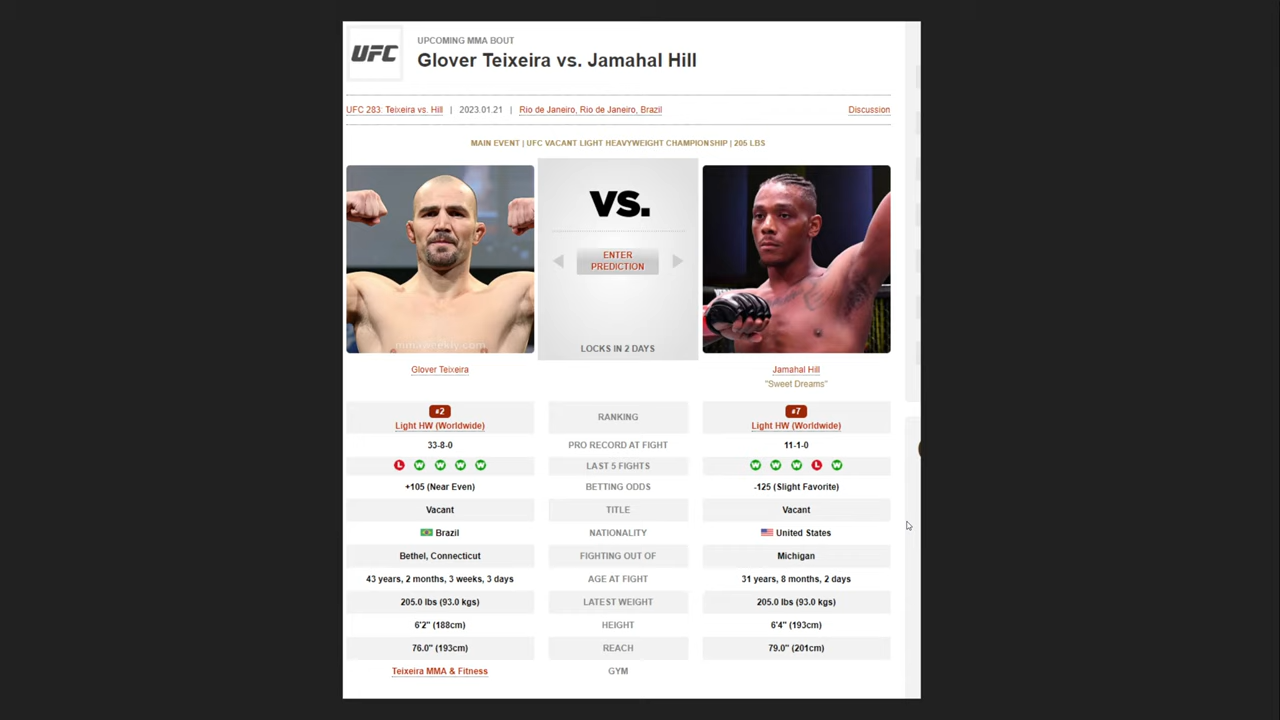 UFC
UPCOMING MMA BOUT
Glover Teixeira vs. Jamahal Hill
UFC 283: Teixeira vs. Hill | 2023.01.21 | Rio de Janeiro, Rio de Janeiro, Brazil Discussion
MAIN EVENT | UFC VACANT LIGHT HEAVYWEIGHT CHAMPIONSHIP | 205 LBS
VS.
ENTER
PREDICTION
LOCKS IN 2 DAYS
mmaweekly.com
Glover Teixeira Jamahal Hill
"Sweet Dreams"
#2 RANKING #7
Light HW (Worldwide) Light HW (Worldwide)
33-8-0 PRO RECORD AT FIGHT 11-1-0
L W W W W LAST 5 FIGHTS W W W L W
+105 (Near Even) BETTING ODDS -125 (Slight Favorite)
Vacant TITLE Vacant
Brazil NATIONALITY United States
Bethel, Connecticut FIGHTING OUT OF Michigan
43 years, 2 months, 3 weeks, 3 days AGE AT FIGHT 31 years, 8 months, 2 days
205.0 lbs (93.0 kgs) LATEST WEIGHT 205.0 lbs (93.0 kgs)
6'2" (188cm) HEIGHT 6'4" (193cm)
76.0" (193cm) REACH 79.0" (201cm)
Teixeira MMA & Fitness GYM